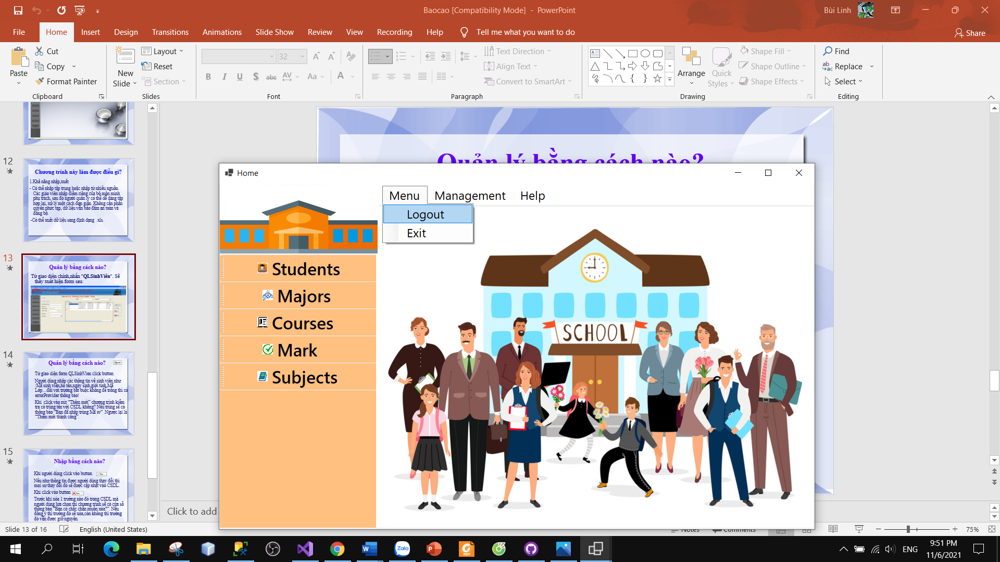 Baocao [Compatibility Mode] - PowerPoint
Bùi Linh
File Home Insert Design Transitions Animations Slide Show Review View Recording Help Tell me what you want to do
Share
Paste
Cut
Copy
Format Painter
Clipboard
New Slide
Layout
Reset
Section
Slides
32
B I U S abc AV Aa A
Font
Text Direction
Align Text
Convert to SmartArt
Paragraph
Arrange
Quick Styles
Shape Fill
Shape Outline
Shape Effects
Drawing
Find
Replace
Select
Editing
12
Chương trình này làm được điều gì?
1.Khả năng nhập,xuất
- Có thể nhập tập trung hoặc nhập từ nhiều nguồn.
Các giáo viên nhập điểm riêng của bộ môn mình
phụ trách, sau đó người quản lý có thể dễ dàng tập
hợp lại, xử lý một cách đơn giản. Không cần phân
quyền phức tạp, dữ liệu vẫn bảo đảm an toàn và
đồng bộ.
-Có thể xuất dữ liệu sang định dạng .xls.
13
Quản lý bằng cách nào?
Từ giao diện chính,nhấn "QLSinhViên". Sẽ
thấy xuất hiện form sau:
14
Quản lý bằng cách nào?
Từ giao diện form QLSinhVien click button
Người dùng nhập các thông tin về sinh viên như
:Mã sinh viên,họ tên,ngày sinh,giới tính,Mã
Lớp....đối với trường bắt buộc không để trống thì có
errorProvider thông báo!
Khi click vào nút "Thêm mới" chương trình kiểm
tra có trùng tên với CSDL không? Nếu trùng sẽ có
thông báo "Bạn đã nhập trùng Mã sv" .Ngược lại là
"Thêm mới thành công".
15
Nhập bằng cách nào?
Khi người dùng click vào button
Nếu như thông tin được người dùng thay đổi thì
mọi sự thay đổi đó sẽ được cập nhật vào CSDL.
Khi click vào button
Trước khi xóa 1 trường nào đó trong CSDL mà
người dùng lựa chọn thì chương trình sẽ có cửa sổ
thông báo "Bạn có chắc chắn muốn xóa?". Nếu
đồng ý thì trường đó sẽ xóa,còn không thì trường
đó vẫn được giữ nguyên.
Quản lý bằng cách nào?
Home
Menu Management Help
Logout
Exit
Students
Majors
Courses
Mark
Subjects
SCHOOL
Click to add
Slide 13 of 16
English (United States)
Notes
Comments
75%
Zalo
PDF
ENG
9:51 PM
11/6/2021